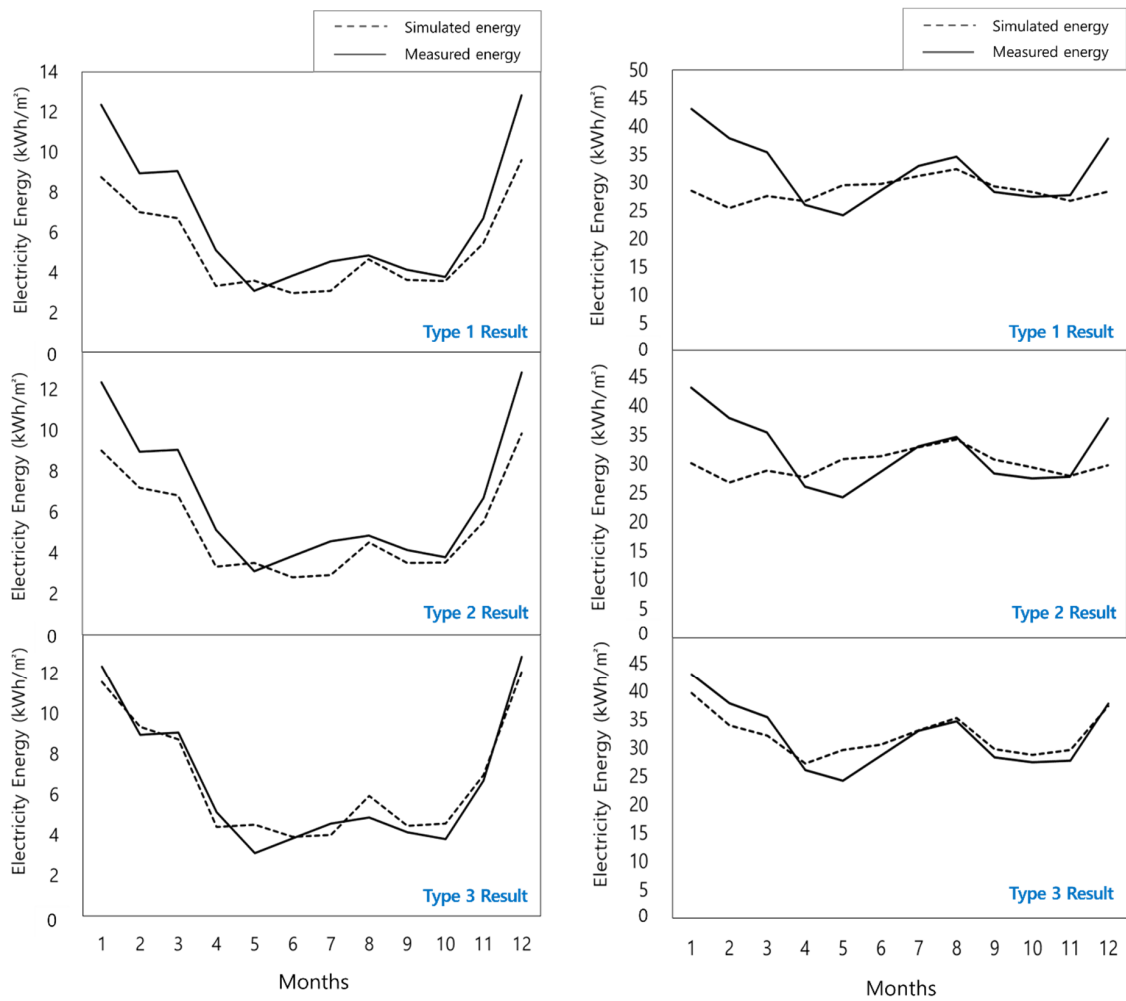 Simulated energy
Measured energy
Electricity Energy (kWh/㎡)
14
12
10
8
6
4
2
0
Type 1 Result
Electricity Energy (kWh/㎡)
12
10
8
6
4
2
0
Type 2 Result
Electricity Energy (kWh/㎡)
12
10
8
6
4
2
0
Type 3 Result
1 2 3 4 5 6 7 8 9 10 11 12
Months
Simulated energy
Measured energy
Electricity Energy (kWh/㎡)
50
45
40
35
30
25
20
15
10
5
0
Type 1 Result
Electricity Energy (kWh/㎡)
45
40
35
30
25
20
15
10
5
0
Type 2 Result
Electricity Energy (kWh/㎡)
45
40
35
30
25
20
15
10
5
0
Type 3 Result
1 2 3 4 5 6 7 8 9 10 11 12
Months